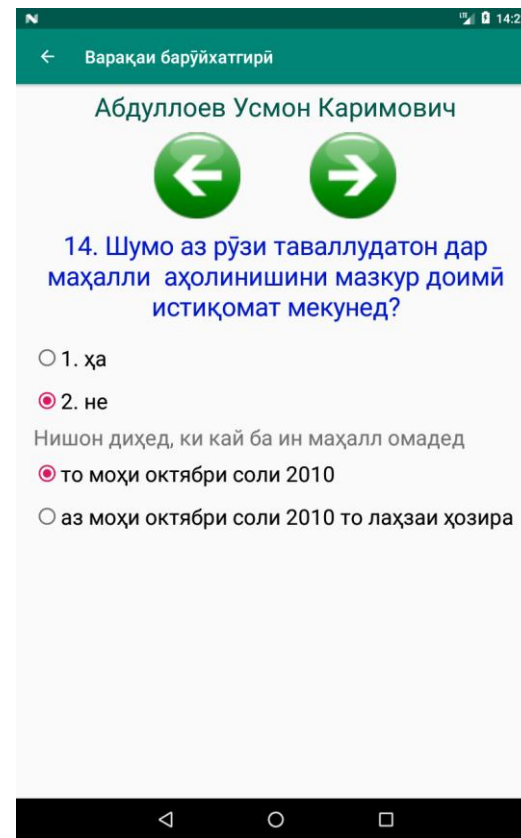 14:2
Варақаи барӯйхатгирӣ
Абдуллоев Усмон Каримович
14. Шумо аз рӯзи таваллудатон дар
маҳалли аҳолинишини мазкур доимӣ
истиқомат мекунед?
1. ҳа
2. не
Нишон диҳед, ки кай ба ин маҳалл омадед
то моҳи октябри соли 2010
аз моҳи октябри соли 2010 то лаҳзаи ҳозира